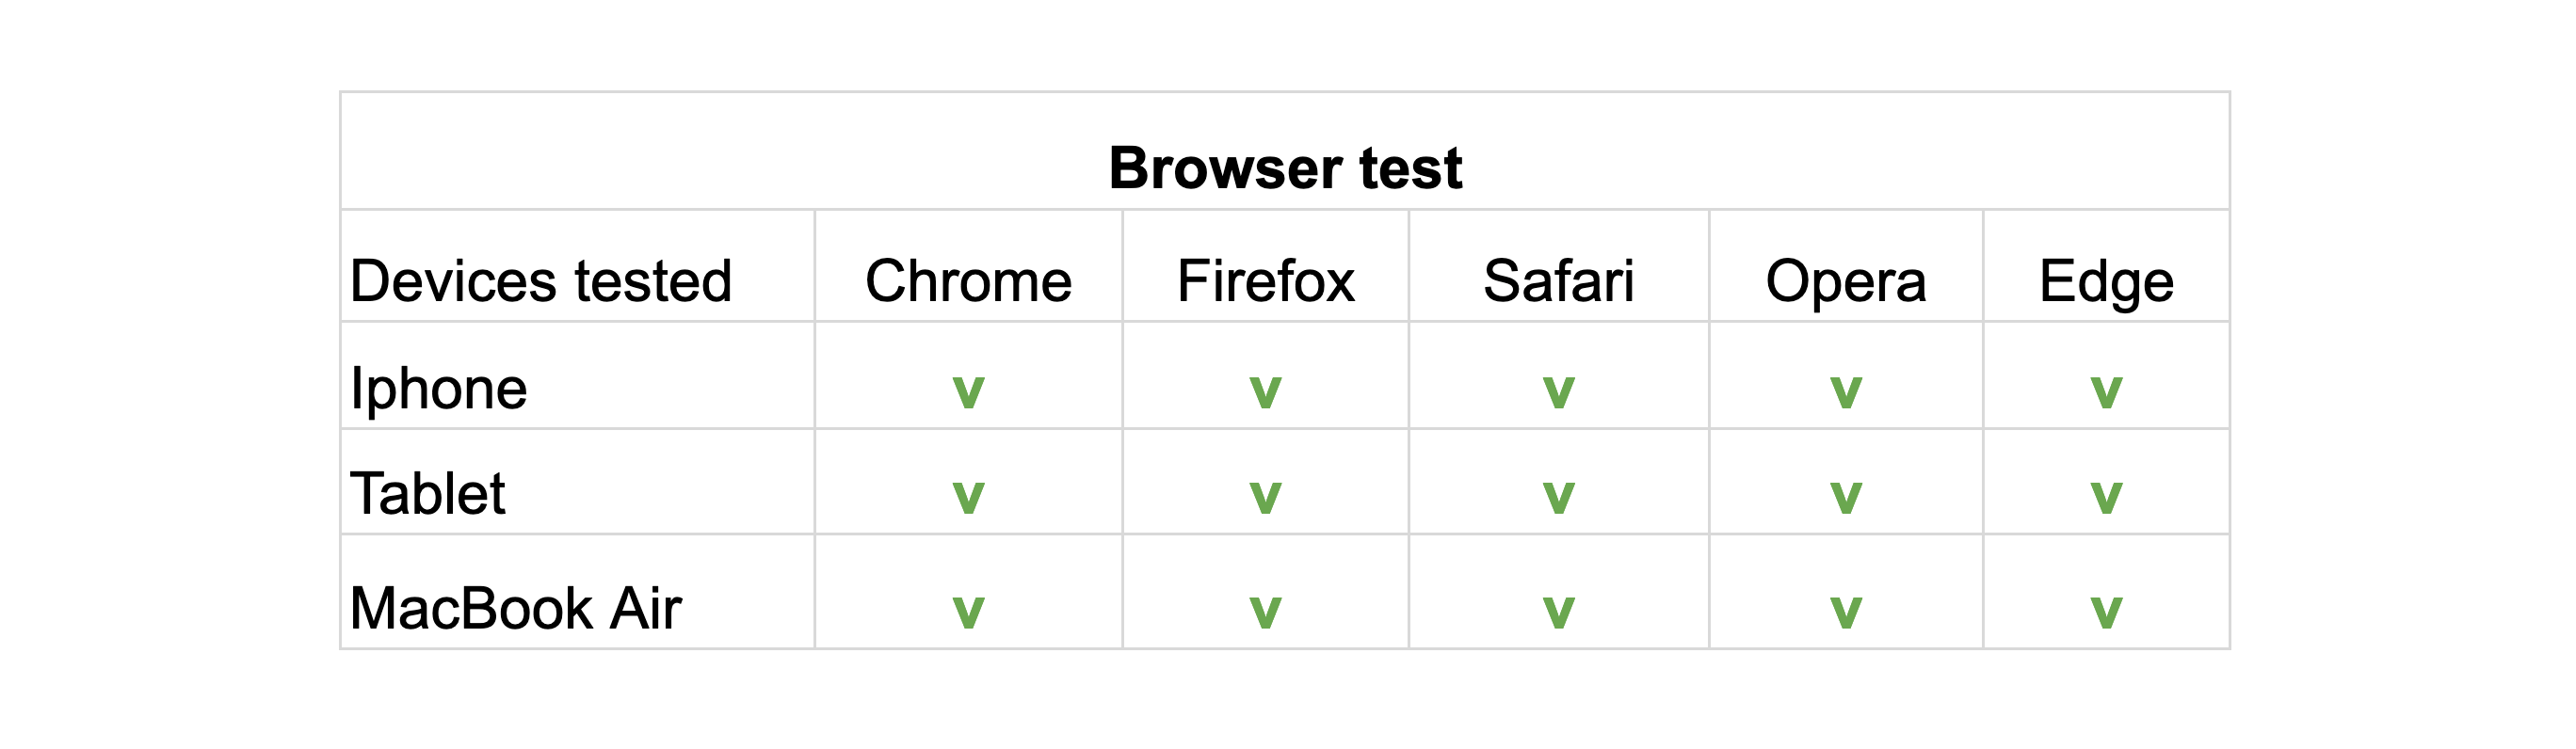 Browser test
Devices tested Chrome Firefox Safari Opera Edge
Iphone v v v v v
Tablet v v v v v
MacBook Air v v v v v